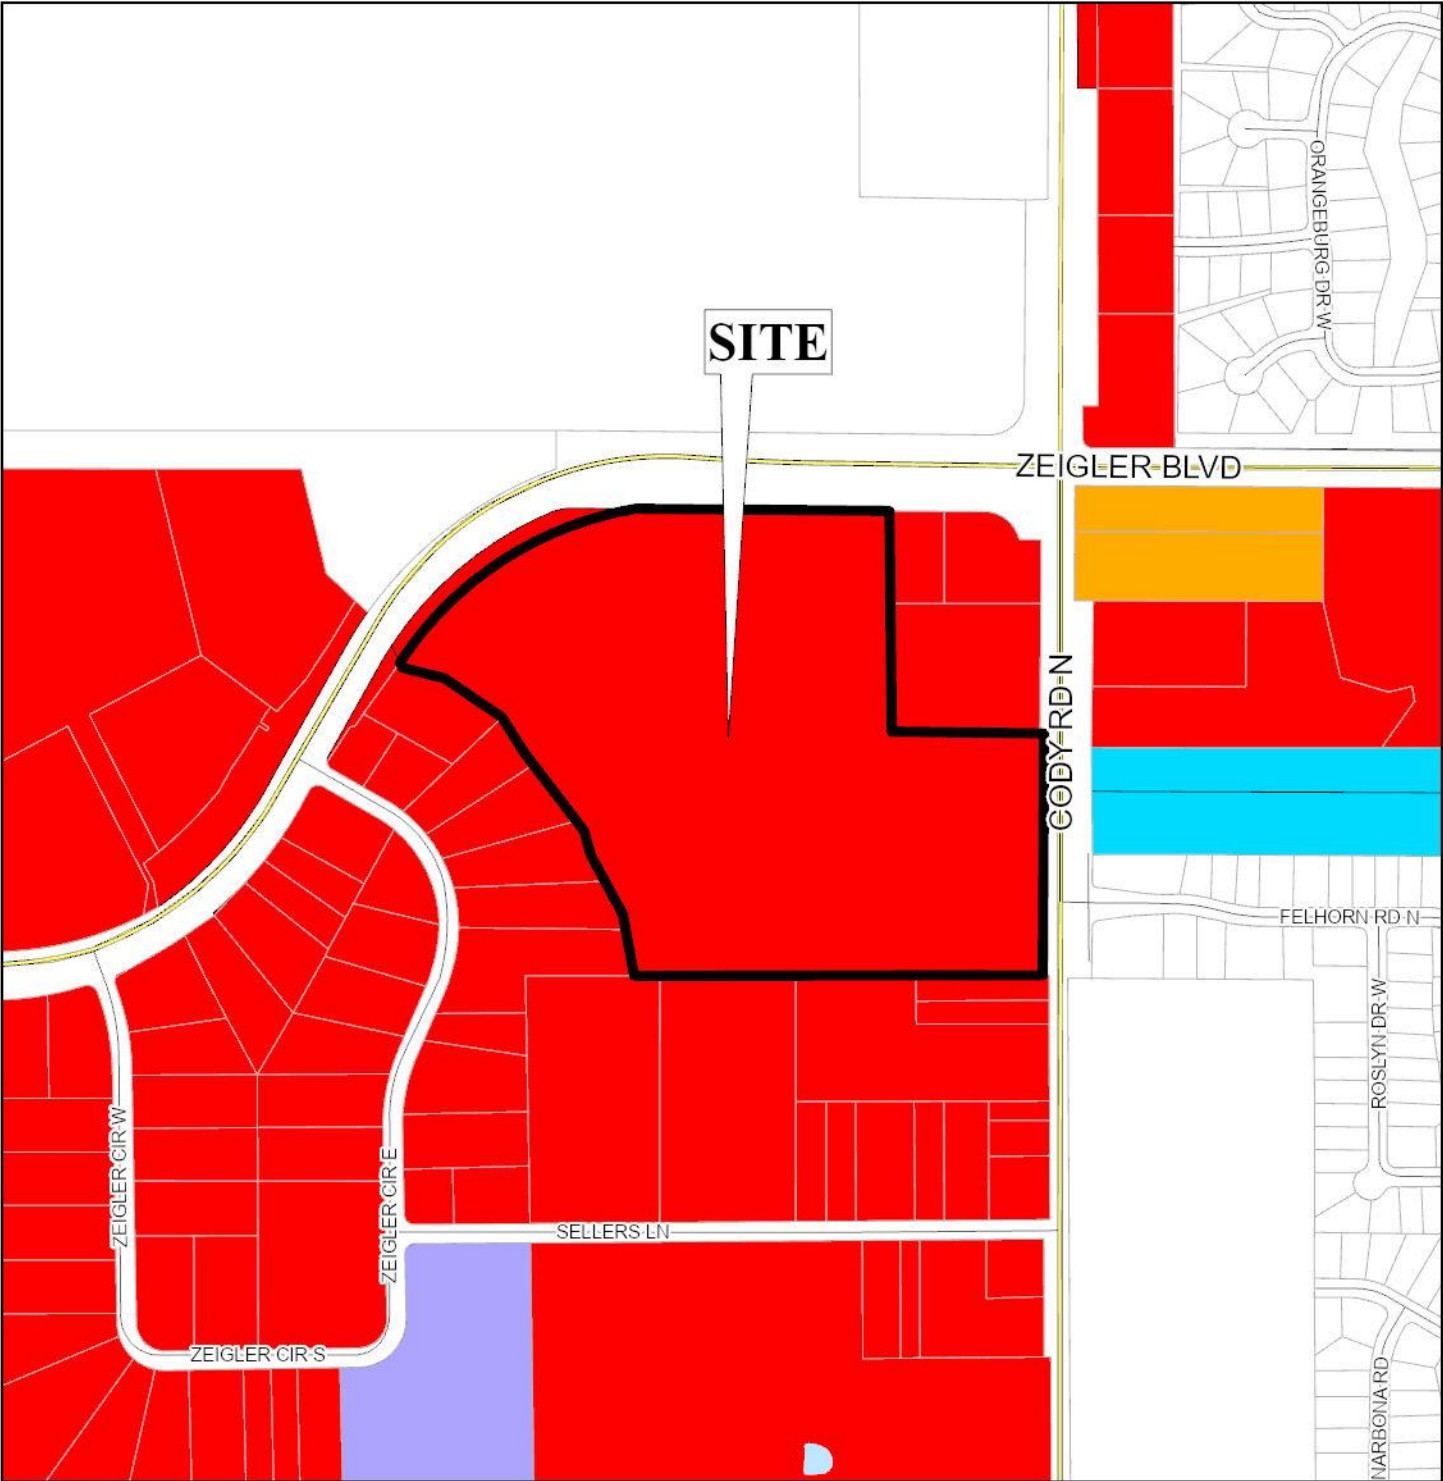 ORANGEBURG DR W
SITE
ZEIGLER BLVD
CODY RD N
FELHORN RD N
ROSLYN DR W
ZEIGLER CIR W
ZEIGLER CIR E
SELLERS LN
ZEIGLER CIR S
NARBONA RD